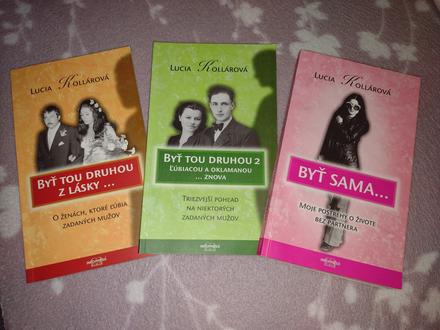 Lucia Kollárová
BYŤ TOU DRUHOU
Z LÁSKY ...
O ŽENÁCH, KTORÉ ĽÚBIA
ZADANÝCH MUŽOV
Lucia Kollárová
BYŤ TOU DRUHOU 2
ĽÚBIACOU A OKLAMANOU
... ZNOVA
TRIEZVEJŠÍ POHĽAD
NA NIEKTORÝCH
ZADANÝCH MUŽOV
Lucia Kollárová
BYŤ SAMA...
MOJE POSTREHY O ŽIVOTE
BEZ PARTNERA